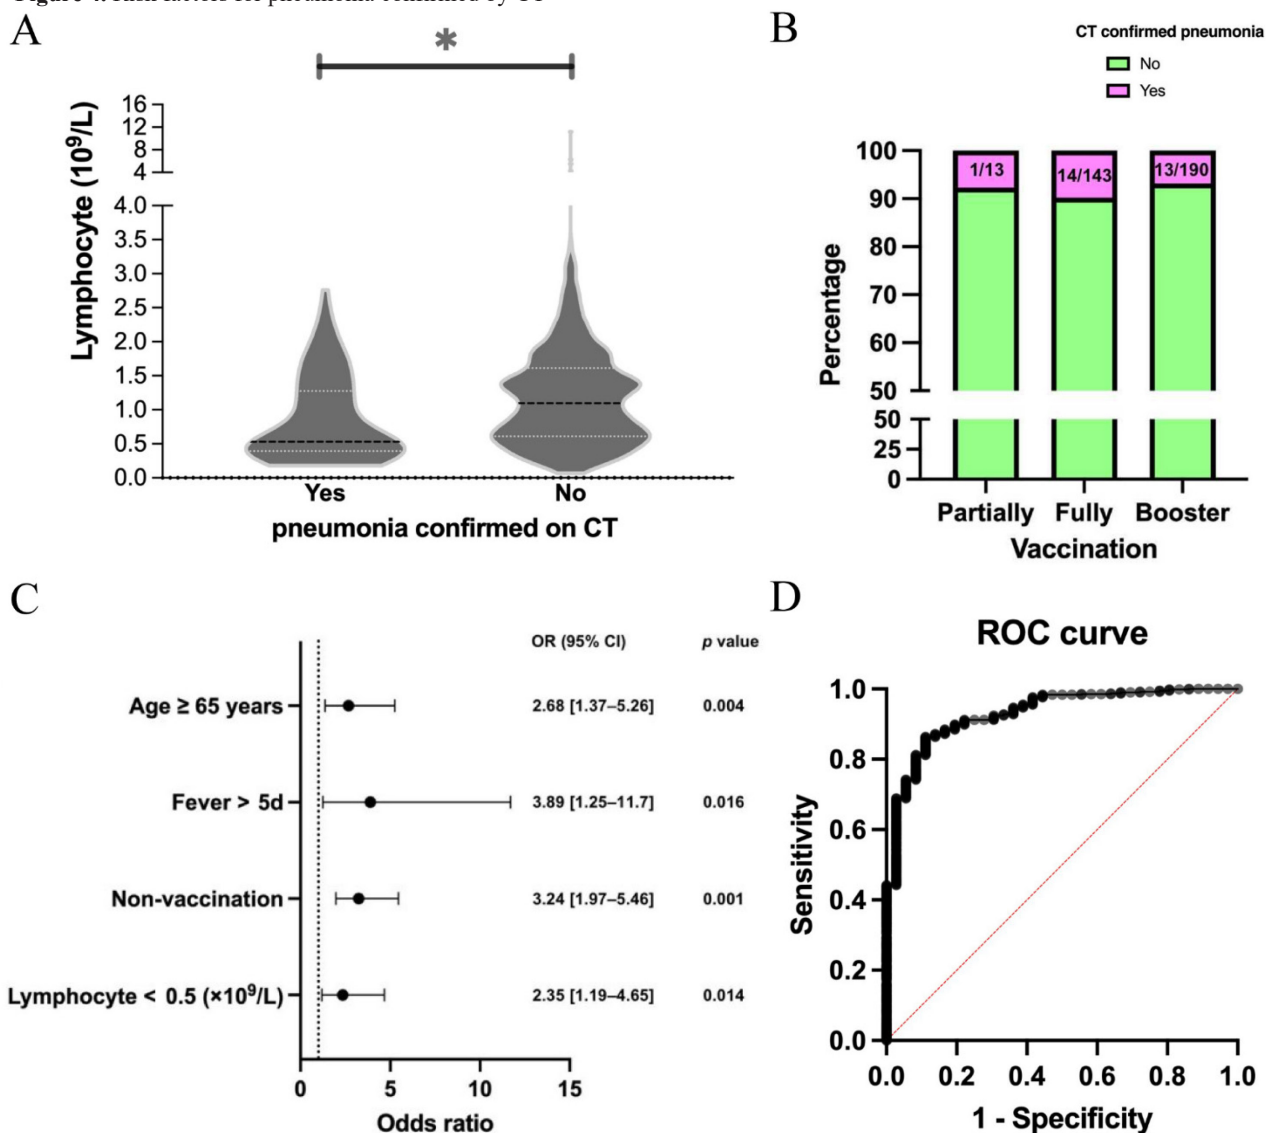 Figure 4. Risk factors for pneumonia confirmed by CT
A
*
Lymphocyte (10⁹/L)
16
12
8
4
4.0
3.5
3.0
2.5
2.0
1.5
1.0
0.5
0.0
Yes No
pneumonia confirmed on CT
B
CT confirmed pneumonia
No
Yes
Percentage
100
90
80
70
60
50
50
25
0
1/13 14/143 13/190
Partially Fully Booster
Vaccination
C
OR (95% CI) p value
Age ≥ 65 years 2.68 [1.37–5.26] 0.004
Fever > 5d 3.89 [1.25–11.7] 0.016
Non-vaccination 3.24 [1.97–5.46] 0.001
Lymphocyte < 0.5 (×10⁹/L) 2.35 [1.19–4.65] 0.014
0 5 10 15
Odds ratio
D
ROC curve
Sensitivity
1.0
0.8
0.6
0.4
0.2
0.0
0.0 0.2 0.4 0.6 0.8 1.0
1 - Specificity